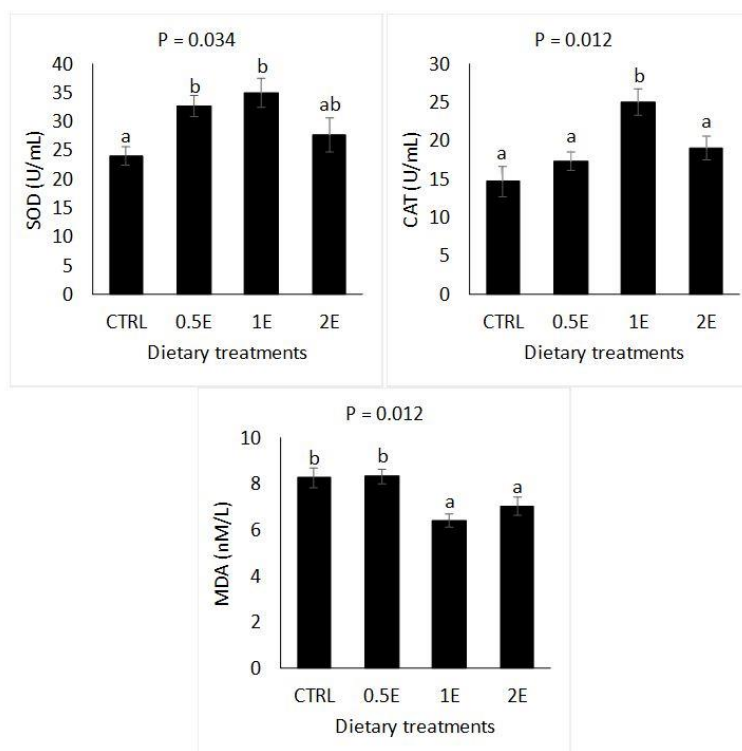 P = 0.034
a
b
b
ab
SOD (U/mL)
40
35
30
25
20
15
10
5
0
CTRL 0.5E 1E 2E
Dietary treatments
P = 0.012
a
a
b
a
CAT (U/mL)
30
25
20
15
10
5
0
CTRL 0.5E 1E 2E
Dietary treatments
P = 0.012
b
b
a
a
MDA (nM/L)
10
8
6
4
2
0
CTRL 0.5E 1E 2E
Dietary treatments